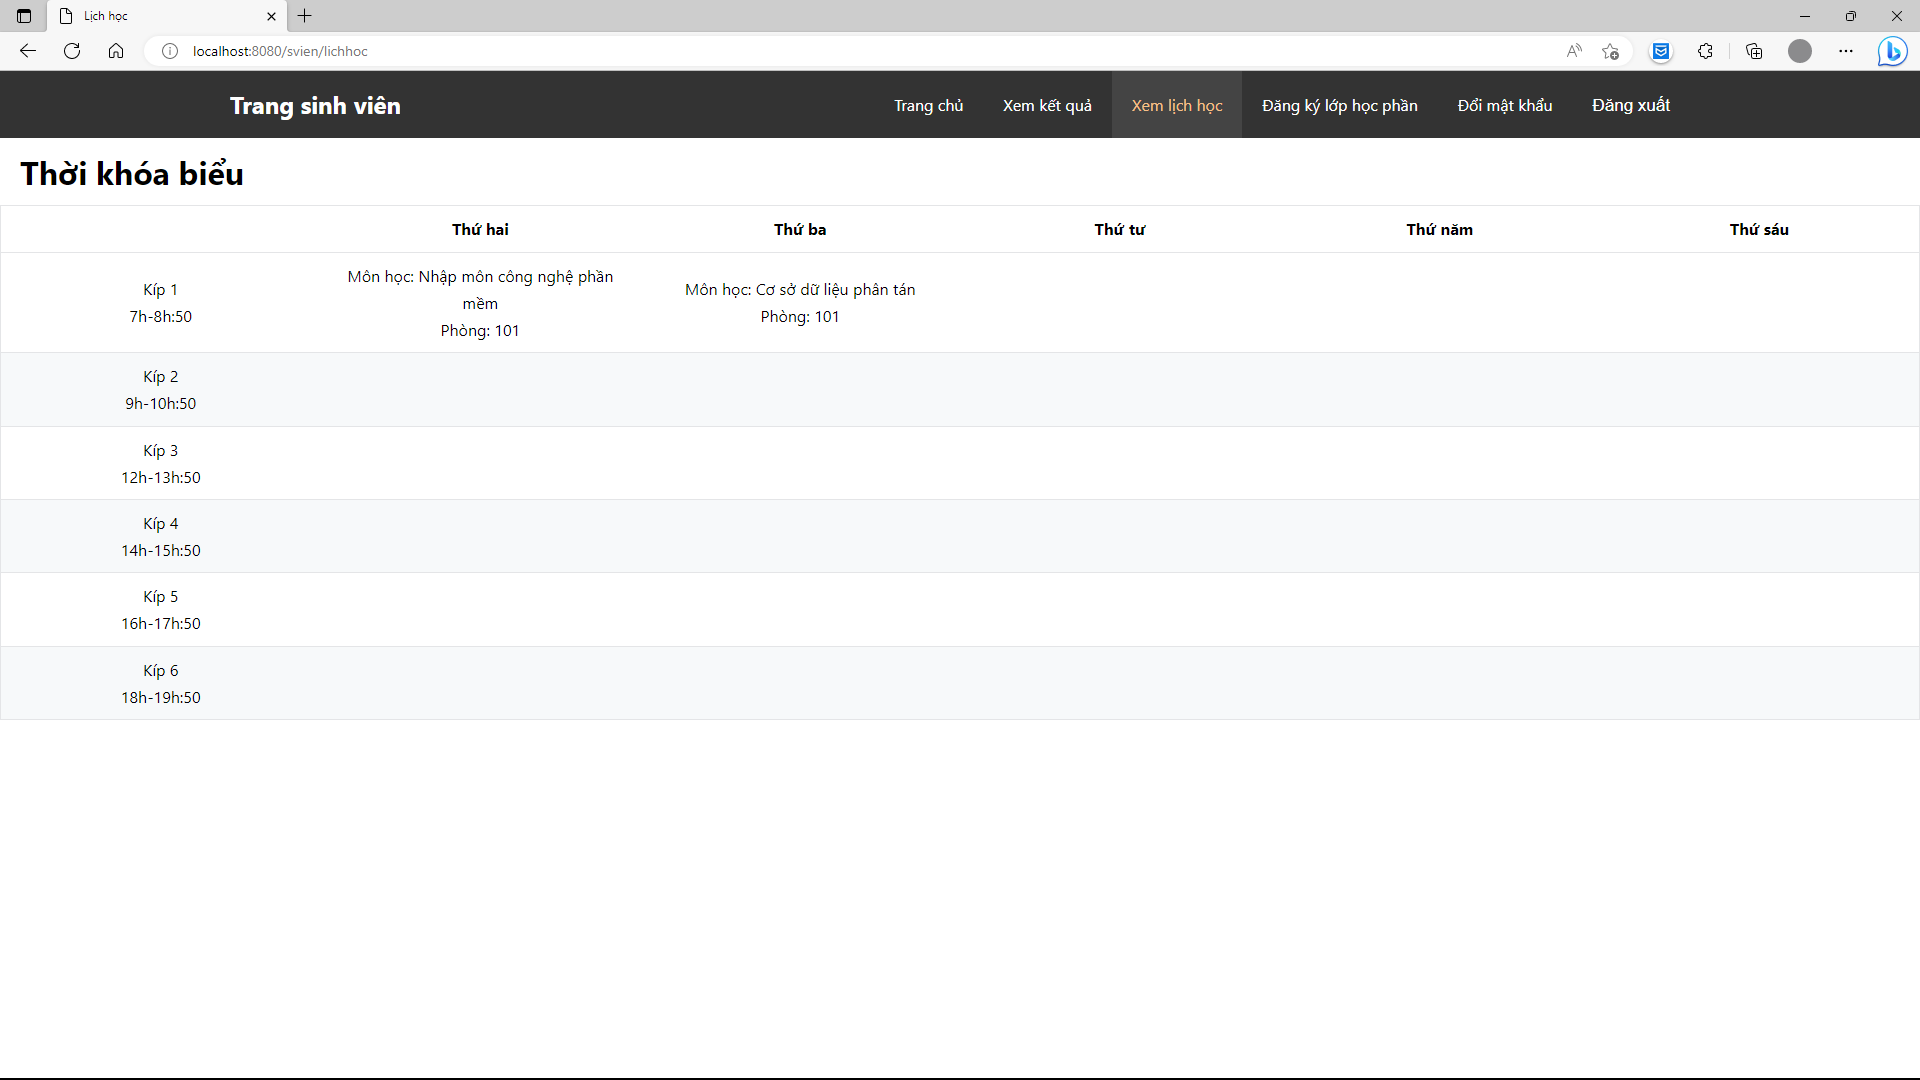 Lịch học
localhost:8080/svien/lichhoc
Trang sinh viên
Trang chủ
Xem kết quả
Xem lịch học
Đăng ký lớp học phần
Đổi mật khẩu
Đăng xuất
Thời khóa biểu
Thứ hai
Thứ ba
Thứ tư
Thứ năm
Thứ sáu
Kíp 1
7h-8h:50
Môn học: Nhập môn công nghệ phần
mềm
Phòng: 101
Môn học: Cơ sở dữ liệu phân tán
Phòng: 101
Kíp 2
9h-10h:50
Kíp 3
12h-13h:50
Kíp 4
14h-15h:50
Kíp 5
16h-17h:50
Kíp 6
18h-19h:50